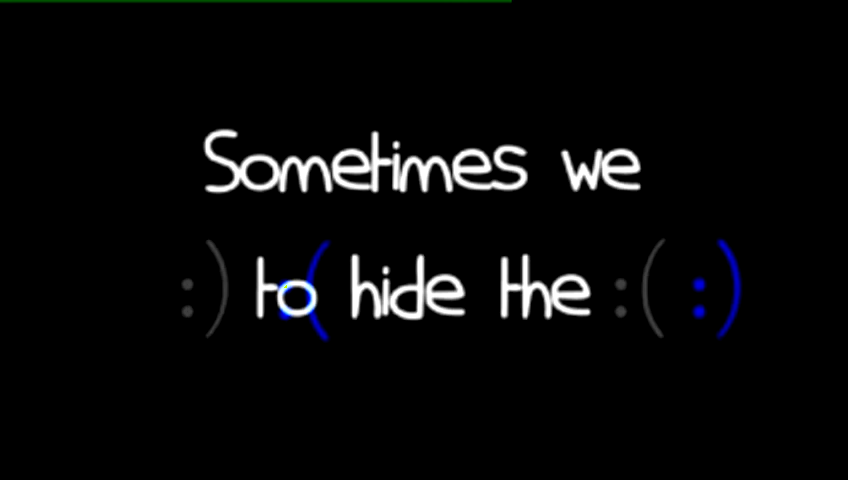 Sometimes we
:) to :( hide the :( :)